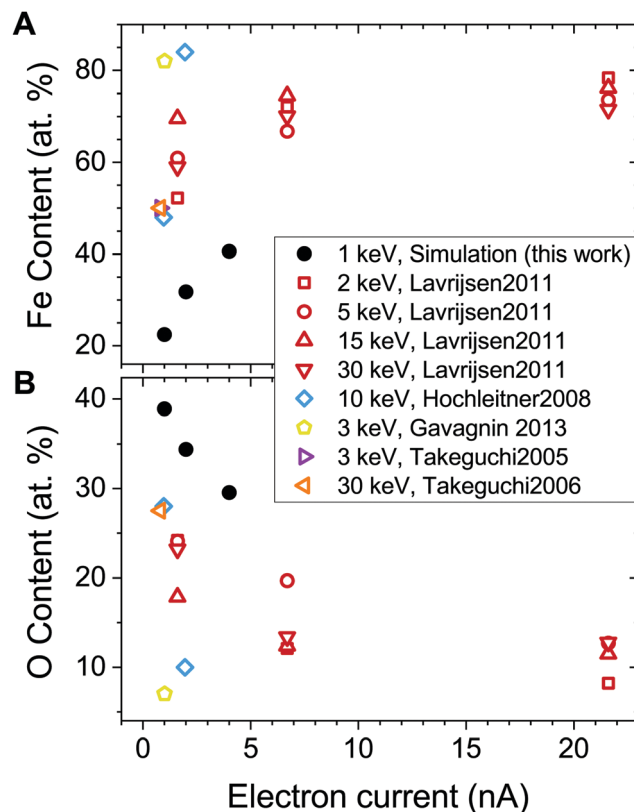 A
Fe Content (at. %)
80
60
40
20
1 keV, Simulation (this work)
2 keV, Lavrijsen2011
5 keV, Lavrijsen2011
15 keV, Lavrijsen2011
30 keV, Lavrijsen2011
10 keV, Hochleitner2008
3 keV, Gavagnin 2013
3 keV, Takeguchi2005
30 keV, Takeguchi2006
B
O Content (at. %)
40
30
20
10
0 5 10 15 20
Electron current (nA)